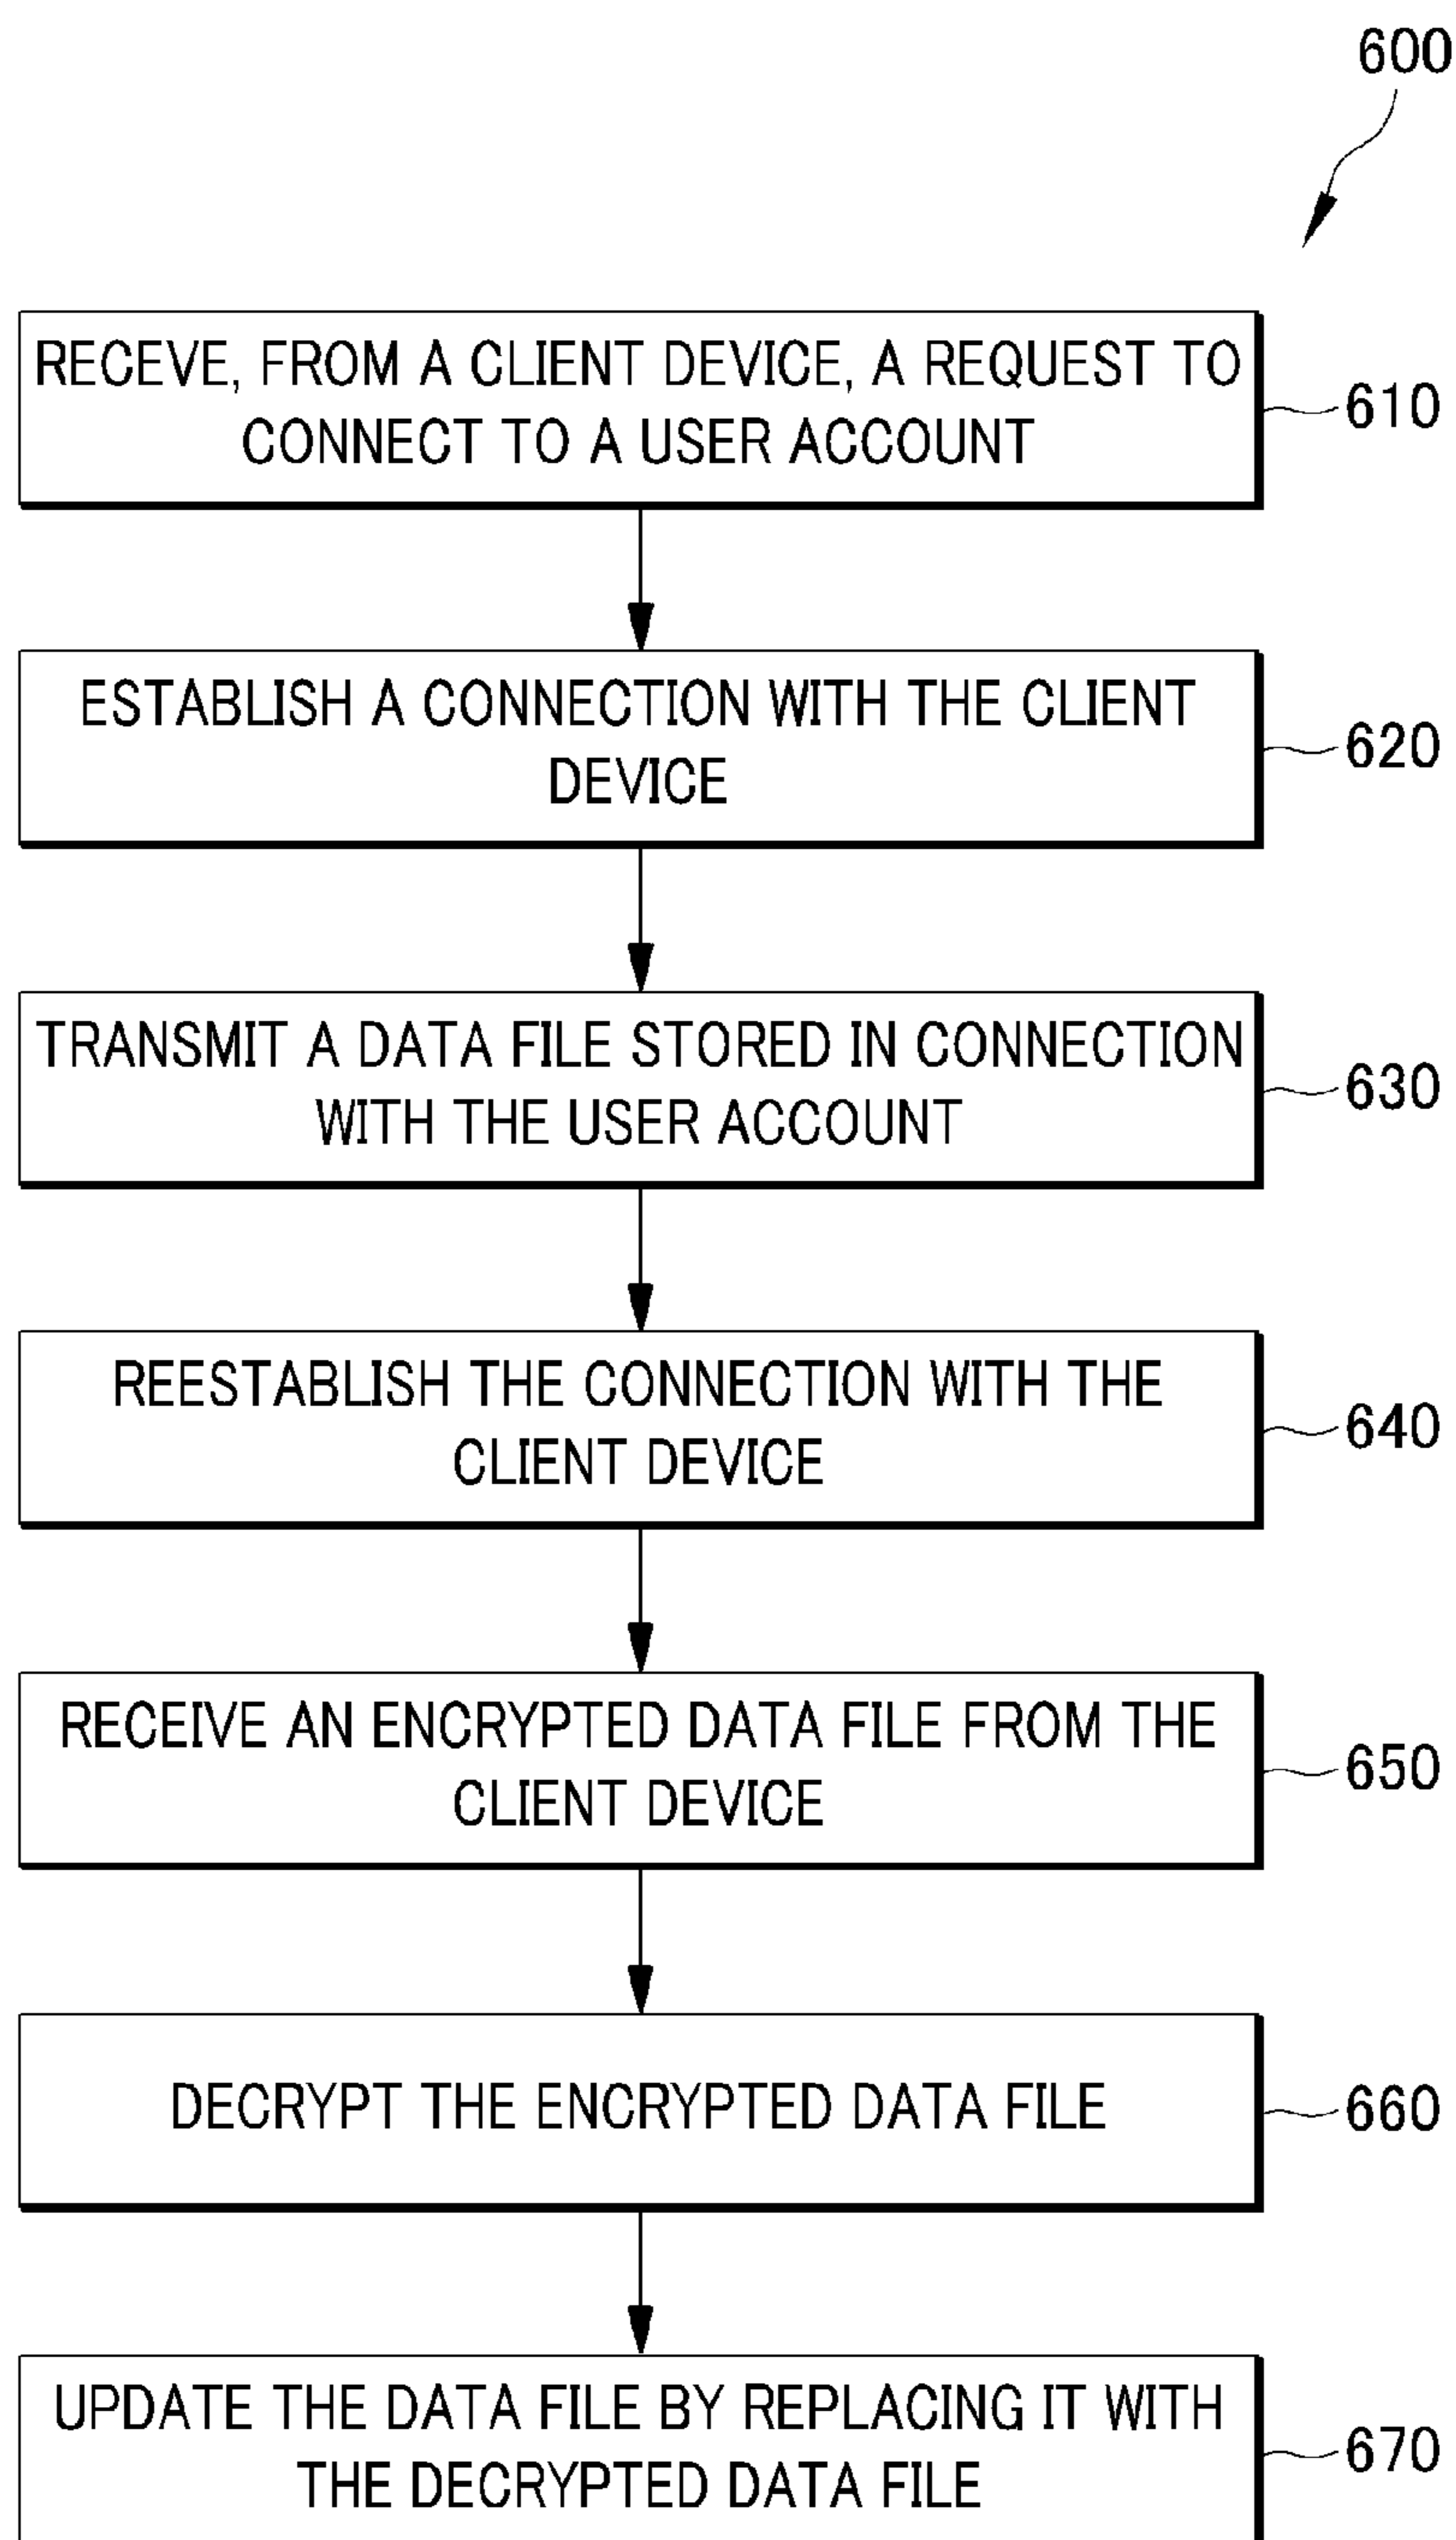 600
RECEVE, FROM A CLIENT DEVICE, A REQUEST TO
CONNECT TO A USER ACCOUNT
610
ESTABLISH A CONNECTION WITH THE CLIENT
DEVICE
620
TRANSMIT A DATA FILE STORED IN CONNECTION
WITH THE USER ACCOUNT
630
REESTABLISH THE CONNECTION WITH THE
CLIENT DEVICE
640
RECEIVE AN ENCRYPTED DATA FILE FROM THE
CLIENT DEVICE
650
DECRYPT THE ENCRYPTED DATA FILE
660
UPDATE THE DATA FILE BY REPLACING IT WITH
THE DECRYPTED DATA FILE
670